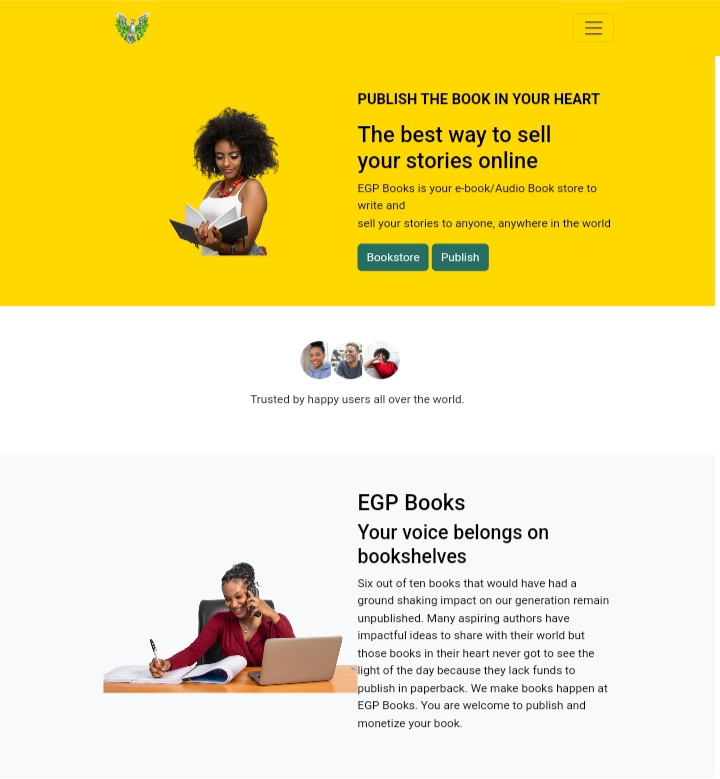 PUBLISH THE BOOK IN YOUR HEART
The best way to sell
your stories online
EGP Books is your e-book/Audio Book store to
write and
sell your stories to anyone, anywhere in the world
Bookstore Publish
Trusted by happy users all over the world.
EGP Books
Your voice belongs on
bookshelves
Six out of ten books that would have had a
ground shaking impact on our generation remain
unpublished. Many aspiring authors have
impactful ideas to share with their world but
those books in their heart never got to see the
light of the day because they lack funds to
publish in paperback. We make books happen at
EGP Books. You are welcome to publish and
monetize your book.